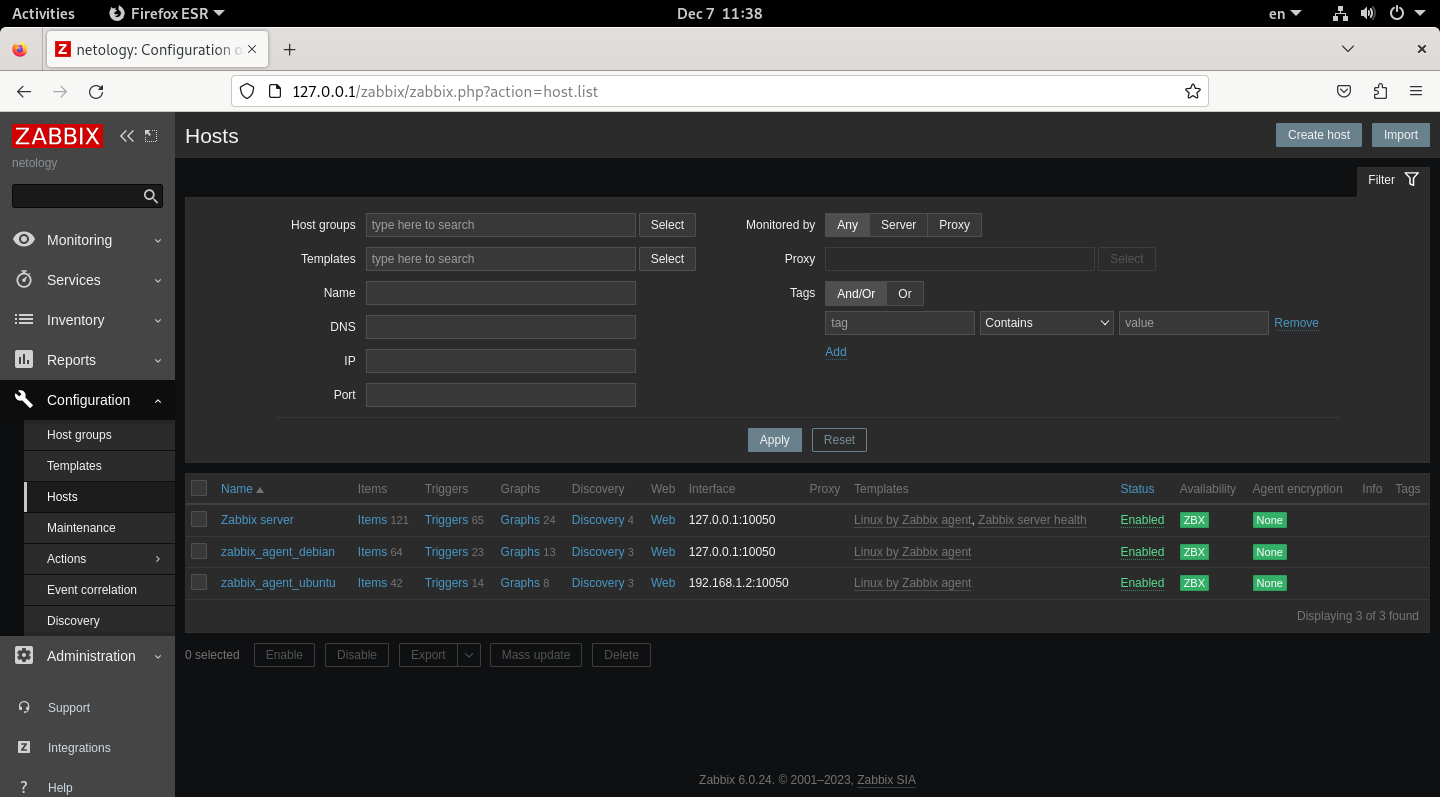 Activities Firefox ESR Dec 7 11:38 en
netology: Configuration o
127.0.0.1/zabbix/zabbix.php?action=host.list
ZABBIX
netology
Monitoring
Services
Inventory
Reports
Configuration
Host groups
Templates
Hosts
Maintenance
Actions
Event correlation
Discovery
Administration
Support
Integrations
Help
Hosts Create host Import
Filter
Host groups type here to search Select Monitored by Any Server Proxy
Templates type here to search Select Proxy Select
Name Tags And/Or Or
tag Contains value Remove
DNS
Add
IP
Port
Apply Reset
Name Items Triggers Graphs Discovery Web Interface Proxy Templates Status Availability Agent encryption Info Tags
Zabbix server Items 121 Triggers 65 Graphs 24 Discovery 4 Web 127.0.0.1:10050 Linux by Zabbix agent, Zabbix server health Enabled ZBX None
zabbix_agent_debian Items 64 Triggers 23 Graphs 13 Discovery 3 Web 127.0.0.1:10050 Linux by Zabbix agent Enabled ZBX None
zabbix_agent_ubuntu Items 42 Triggers 14 Graphs 8 Discovery 3 Web 192.168.1.2:10050 Linux by Zabbix agent Enabled ZBX None
Displaying 3 of 3 found
0 selected Enable Disable Export Mass update Delete
Zabbix 6.0.24. © 2001–2023, Zabbix SIA